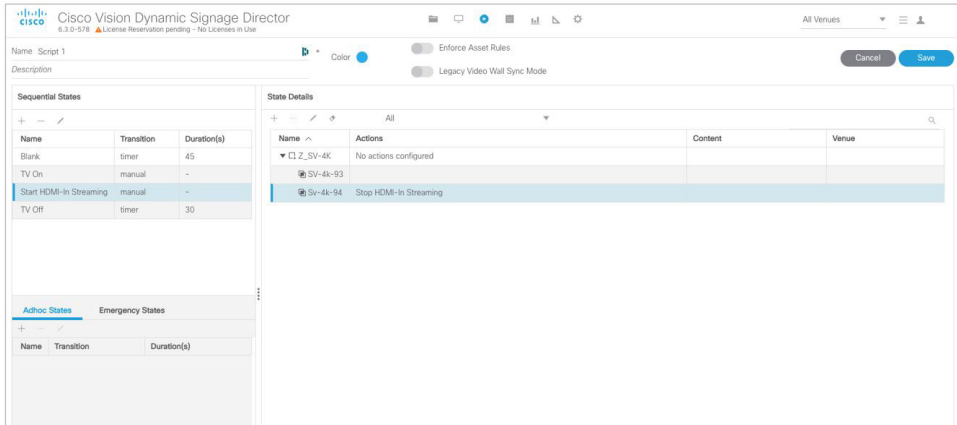 CISCO
Cisco Vision Dynamic Signage Director
6.3.0-578 License Reservation pending - No Licenses in Use
All Venues
Name Script 1 *
Description
Color
Enforce Asset Rules
Legacy Video Wall Sync Mode
Cancel Save
Sequential States
Name Transition Duration(s)
Blank timer 45
TV On manual -
Start HDMI-In Streaming manual -
TV Off timer 30
Adhoc States Emergency States
Name Transition Duration(s)
State Details
All
Name Actions Content Venue
Z_SV-4K No actions configured
SV-4k-93
Sv-4k-94 Stop HDMI-In Streaming